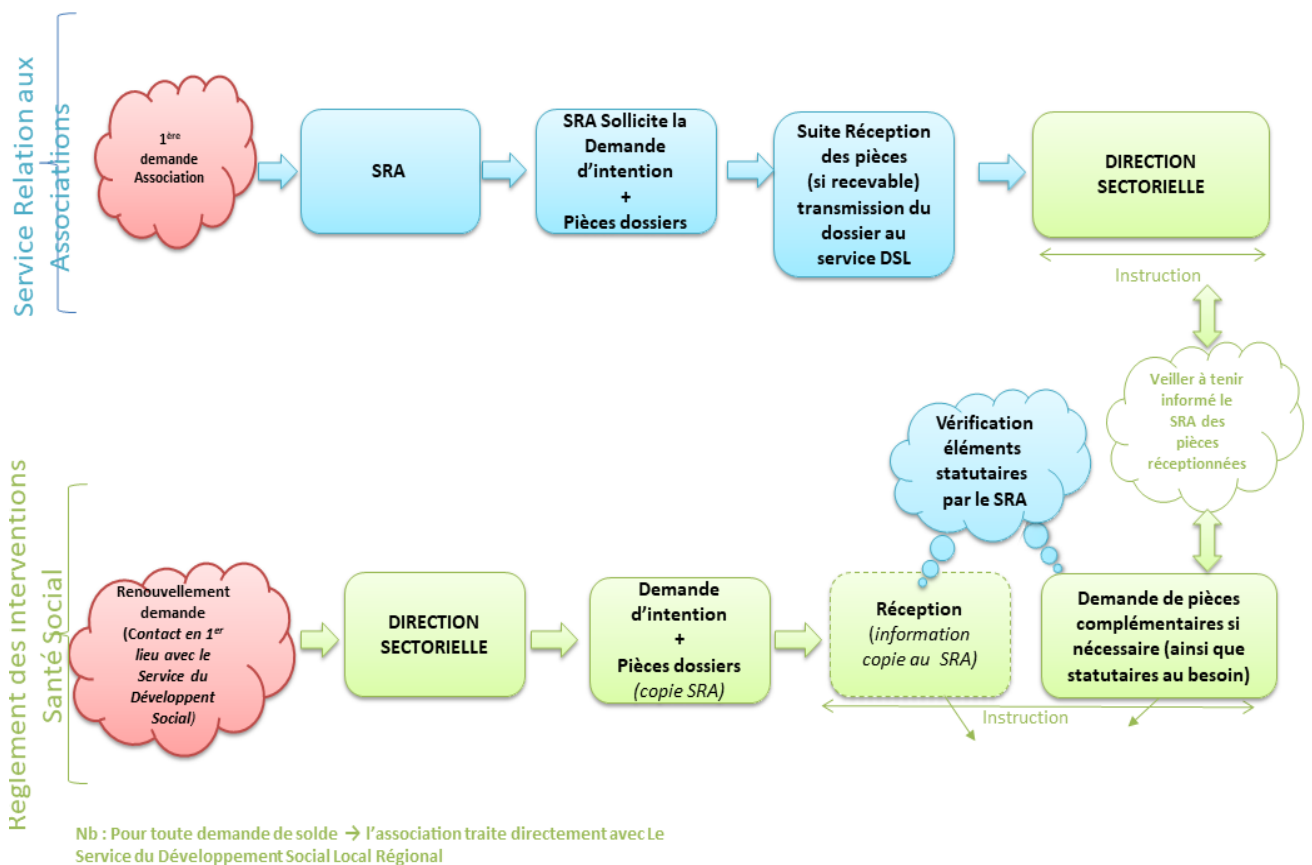 Service Relation aux
Associations
1ère
demande
Association
SRA
SRA Sollicite la
Demande
d'intention
+
Pièces dossiers
Suite Réception
des pièces
(si recevable)
transmission du
dossier au
service DSL
DIRECTION
SECTORIELLE
Instruction
Veiller à tenir
informé le
SRA des
pièces
réceptionnées
Vérification
éléments
statutaires
par le SRA
Reglement des interventions
Santé Social
Renouvellement
demande
(Contact en 1er
lieu avec le
Service du
Développent
Social)
DIRECTION
SECTORIELLE
Demande
d'intention
+
Pièces dossiers
(copie SRA)
Réception
(information
copie au SRA)
Demande de pièces
complémentaires si
nécessaire (ainsi que
statutaires au besoin)
Instruction
Nb : Pour toute demande de solde → l'association traite directement avec Le
Service du Développement Social Local Régional